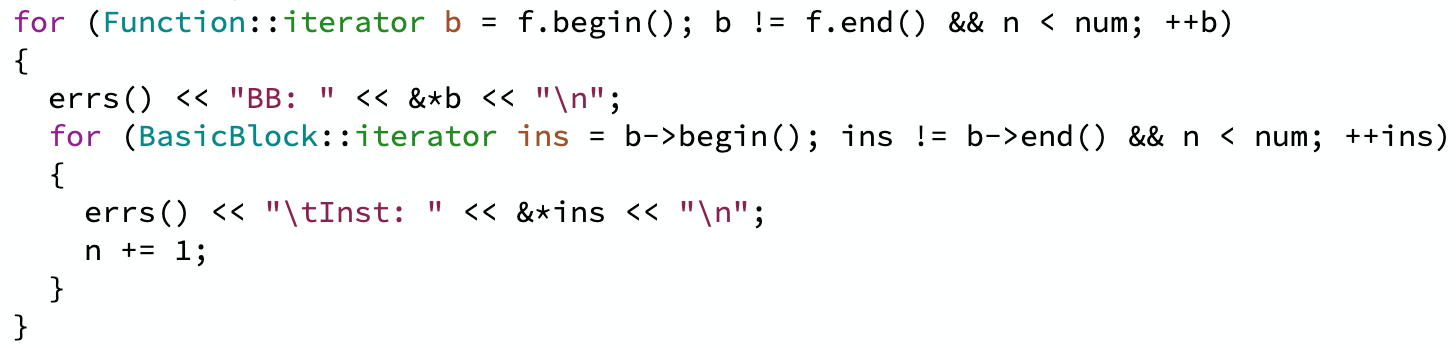 for (Function::iterator b = f.begin(); b != f.end() && n < num; ++b)
{
  errs() << "BB: " << &*b << "\n";
  for (BasicBlock::iterator ins = b->begin(); ins != b->end() && n < num; ++ins)
  {
    errs() << "\tInst: " << &*ins << "\n";
    n += 1;
  }
}